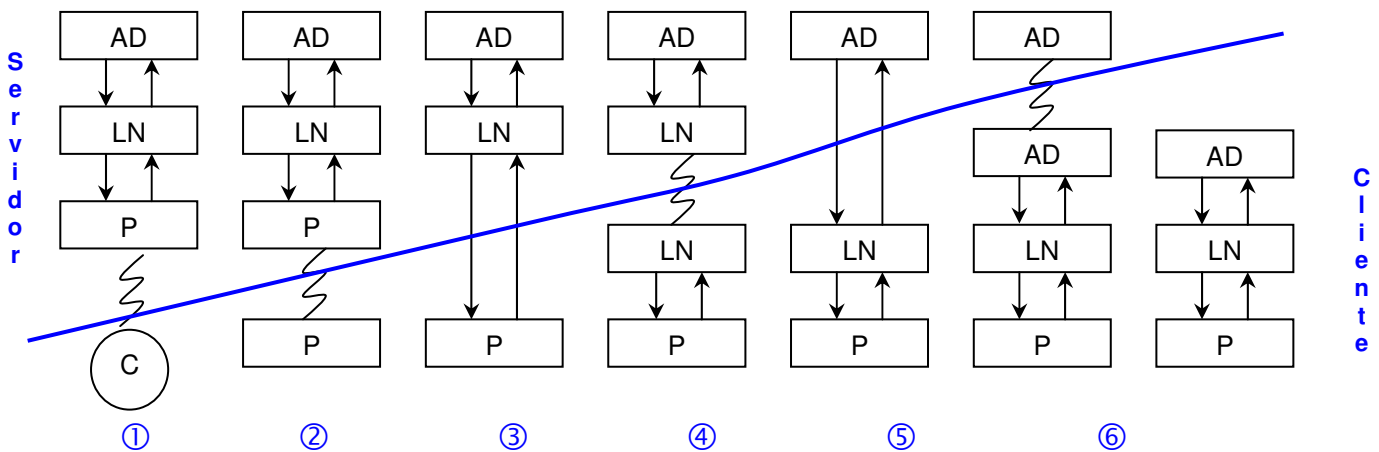 Servidor
AD AD AD AD AD AD
LN LN LN LN
AD AD
P P
LN LN LN LN
C P P P P P P
Cliente
① ② ③ ④ ⑤ ⑥